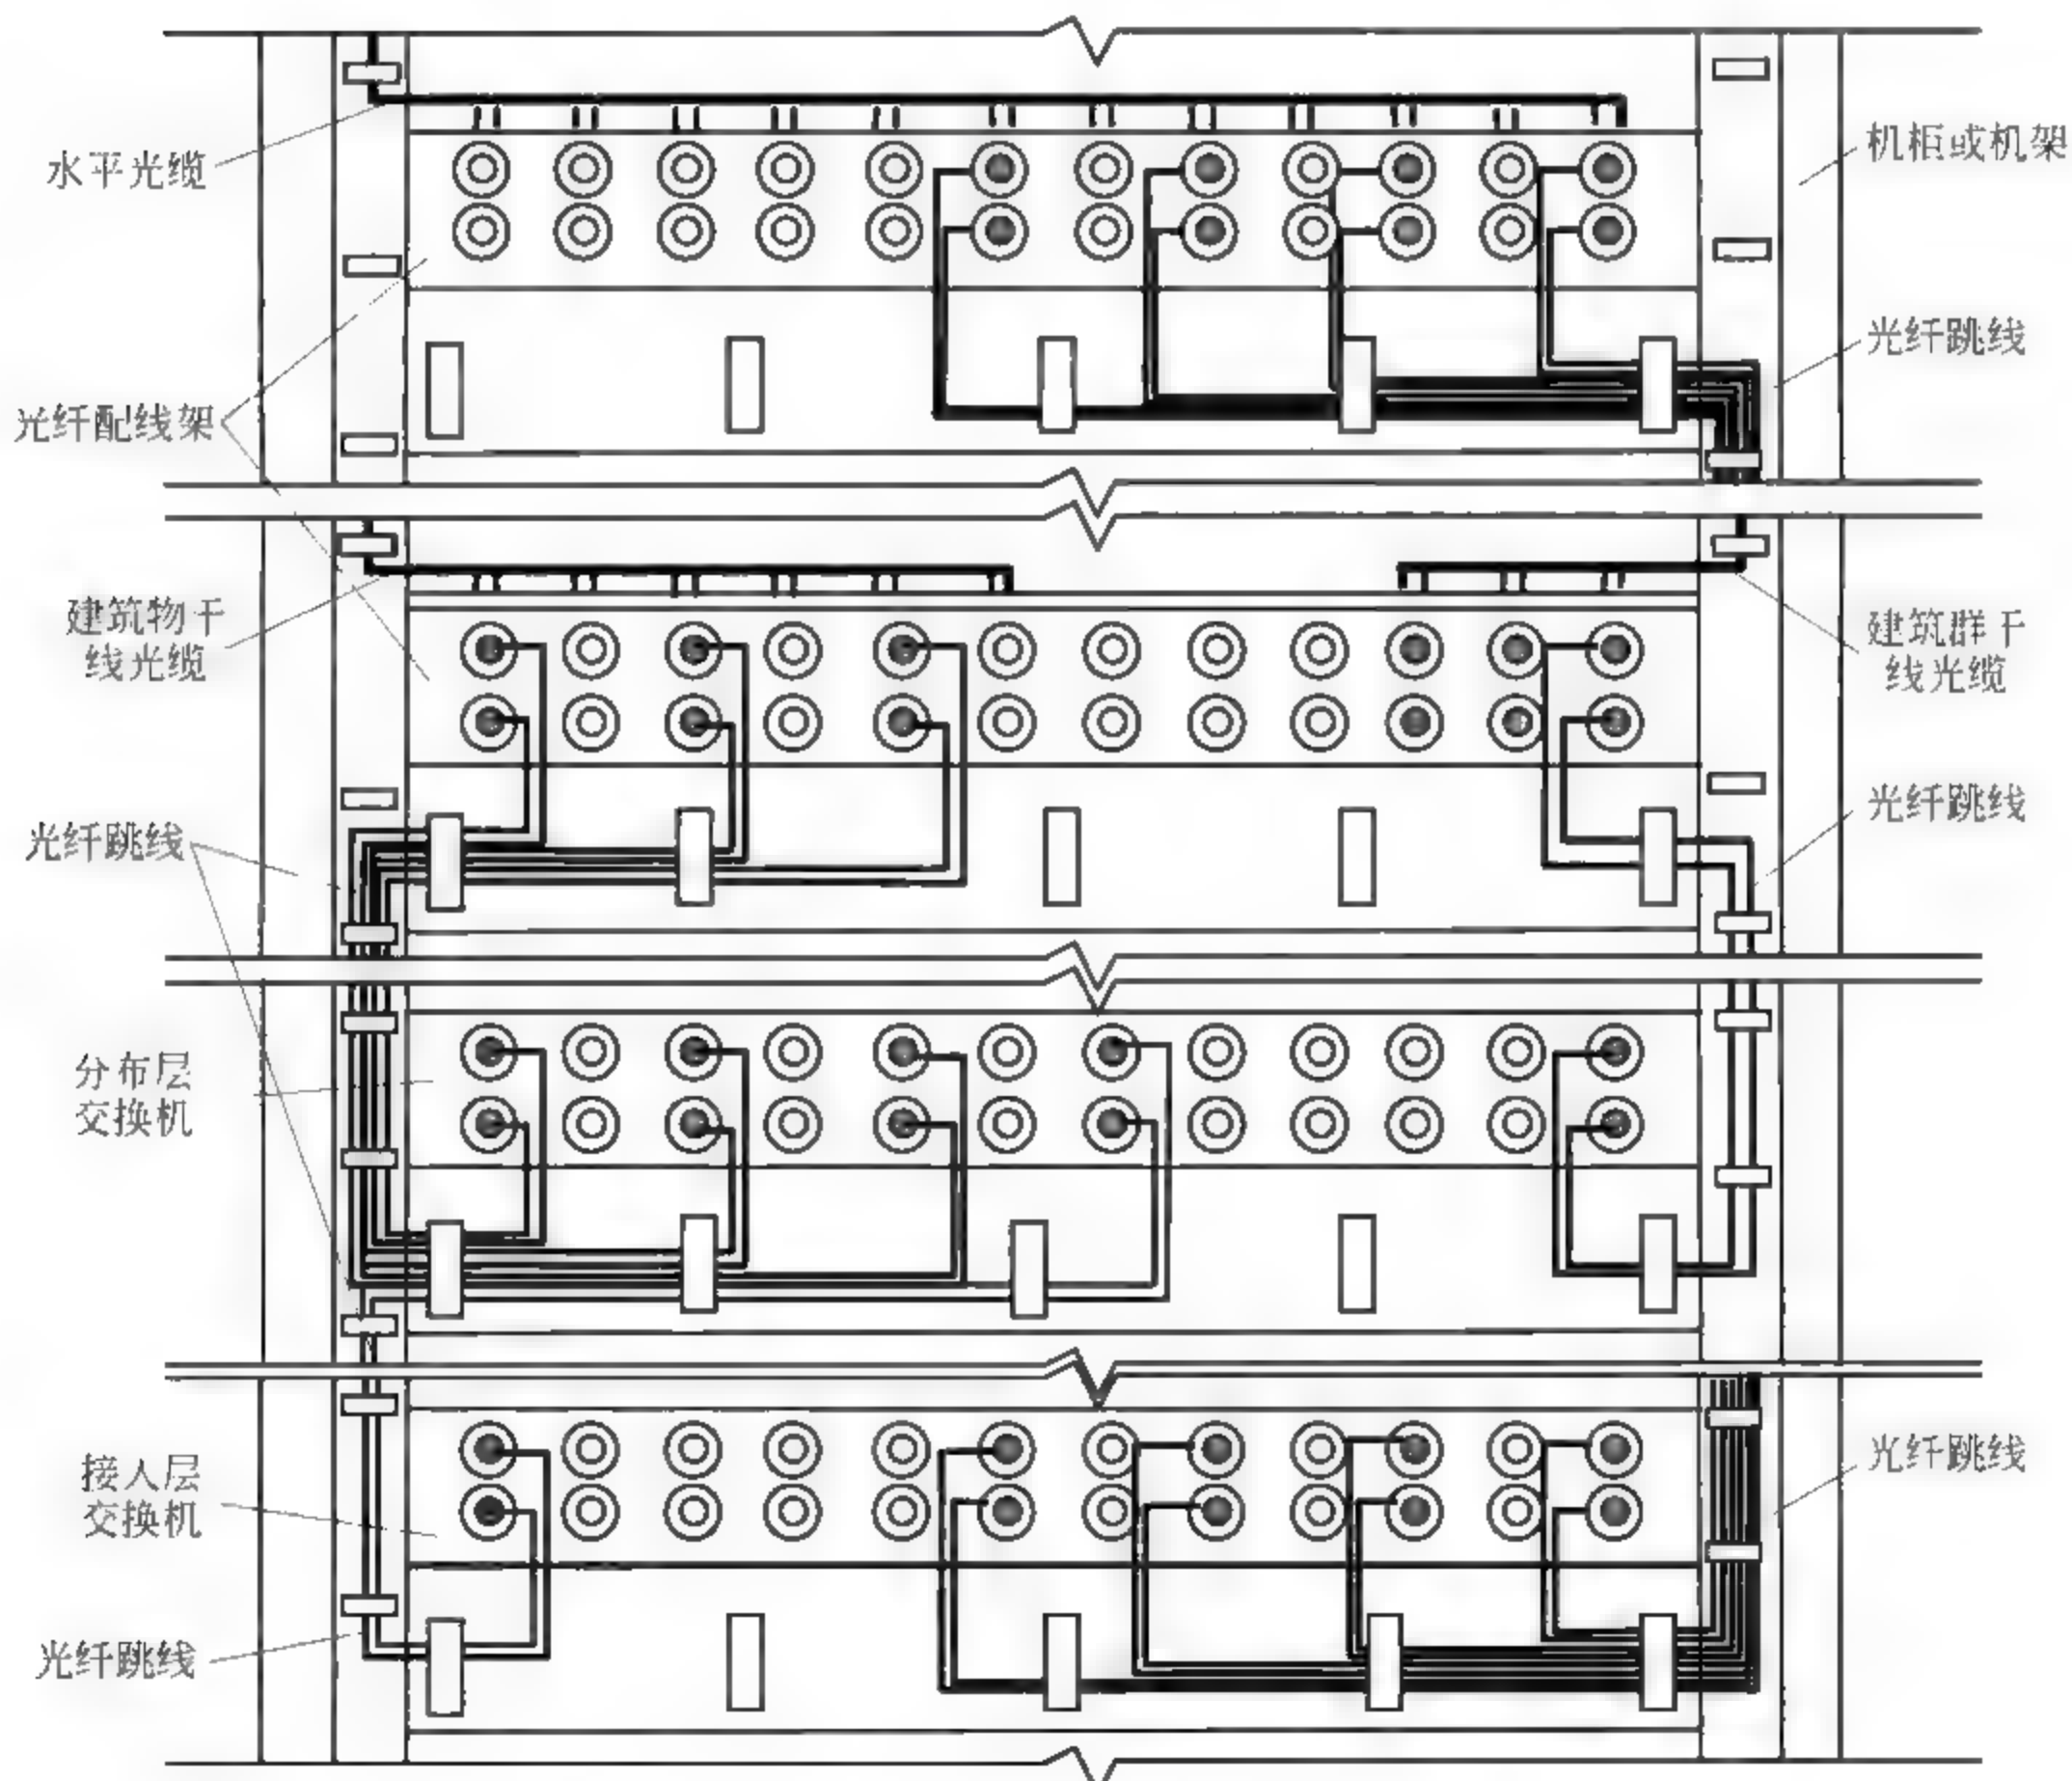 水平光缆
机柜或机架
光纤跳线
光纤配线架
建筑物干
线光缆
建筑群干
线光缆
光纤跳线
光纤跳线
分布层
交换机
接入层
交换机
光纤跳线
光纤跳线